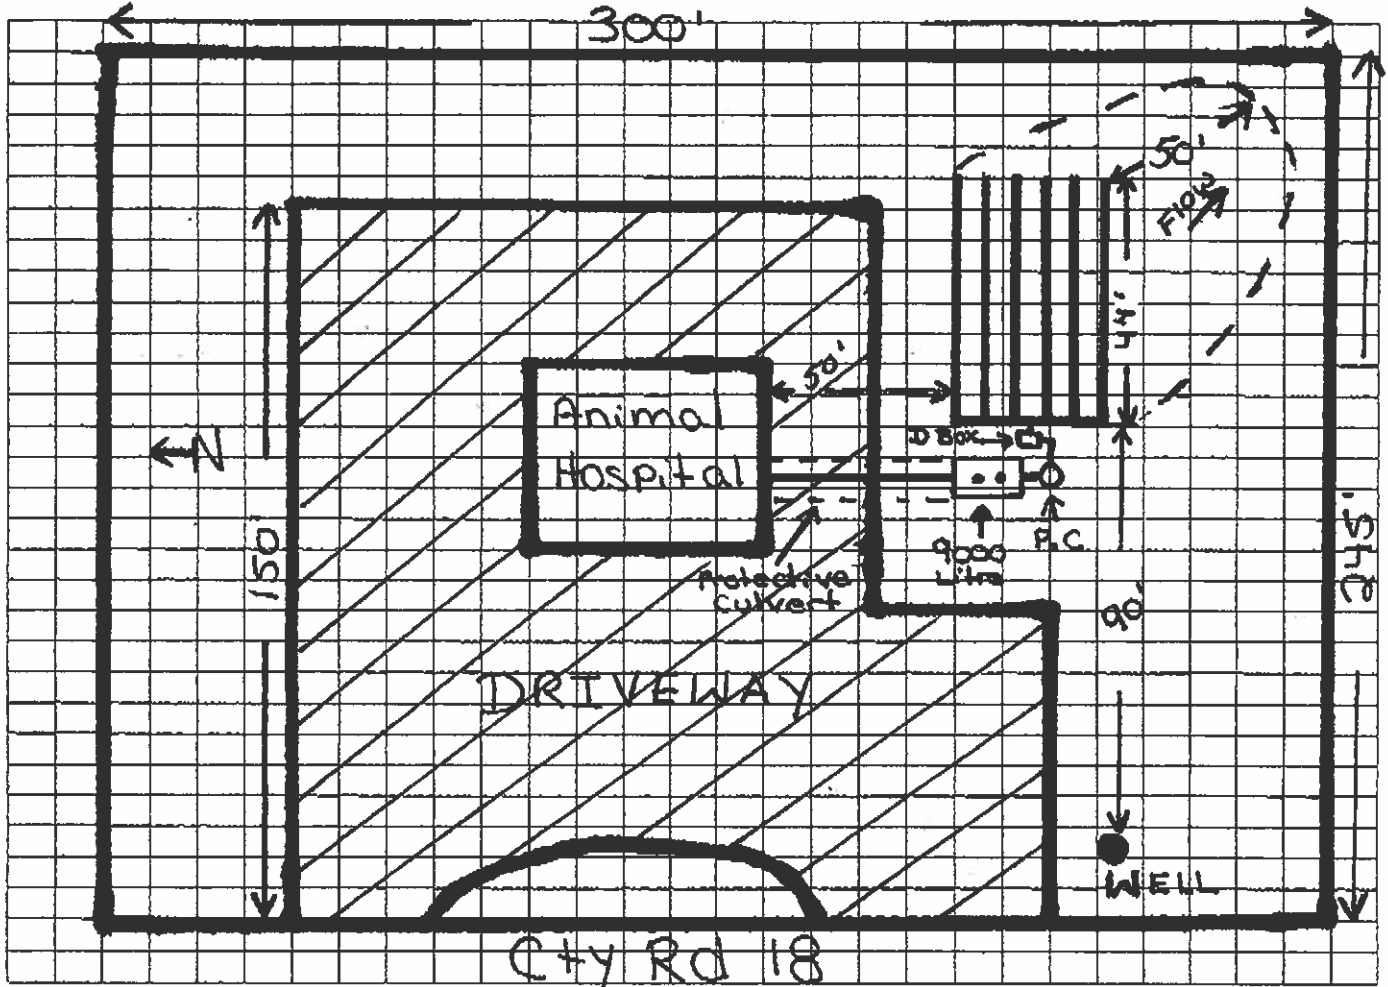 300'
50'
Flow
44'
50'
Animal
Hospital
D Box
N
150'
P.C.
9000
Litre
Protective
Culvert
90'
245'
DRIVEWAY
WELL
Cty Rd 18